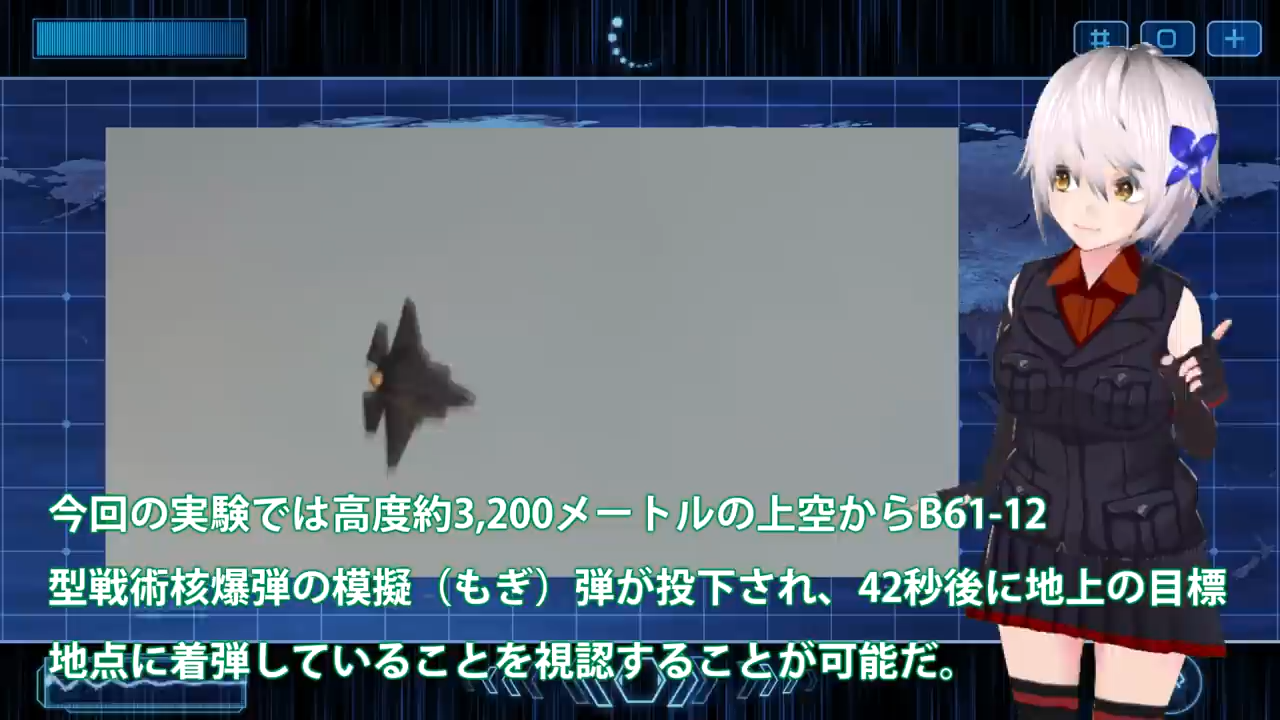 今回の実験では高度約3,200メートルの上空からB61-12
型戦術核爆弾の模擬（もぎ）弾が投下され、42秒後に地上の目標
地点に着弾していることを視認することが可能だ。